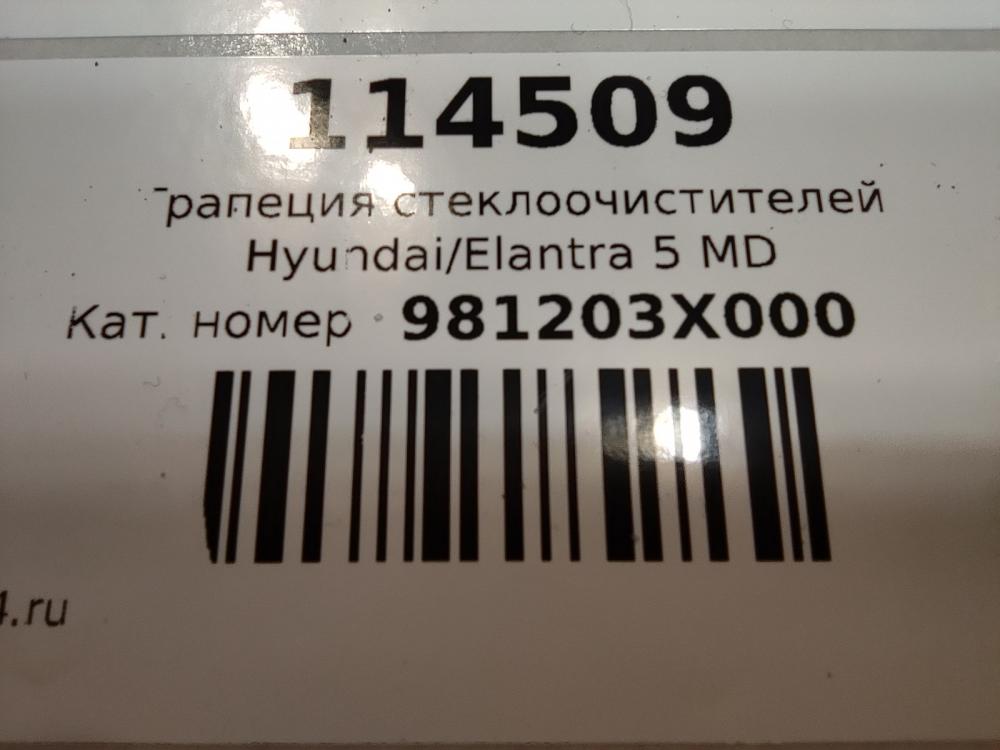 114509
Трапеция стеклоочистителей
Hyundai/Elantra 5 MD
Кат. номер 981203X000
4.ru